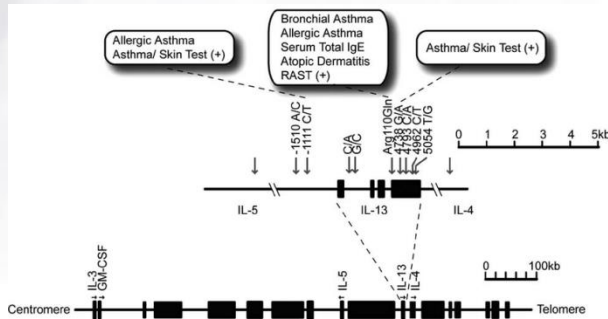 Allergic Asthma
Asthma/ Skin Test (+)
Bronchial Asthma
Allergic Asthma
Serum Total IgE
Atopic Dermatitis
RAST (+)
Asthma/ Skin Test (+)
-1510 A/C
-1111 C/T
C/A
G/C
Arg110Gln
4738 G/A
4793 C/A
4962 C/T
5054 T/G
0 1 2 3 4 5kb
IL-5 IL-13 IL-4
IL-3
GM-CSF
IL-5
IL-13
IL-4
0 100kb
Centromere Telomere